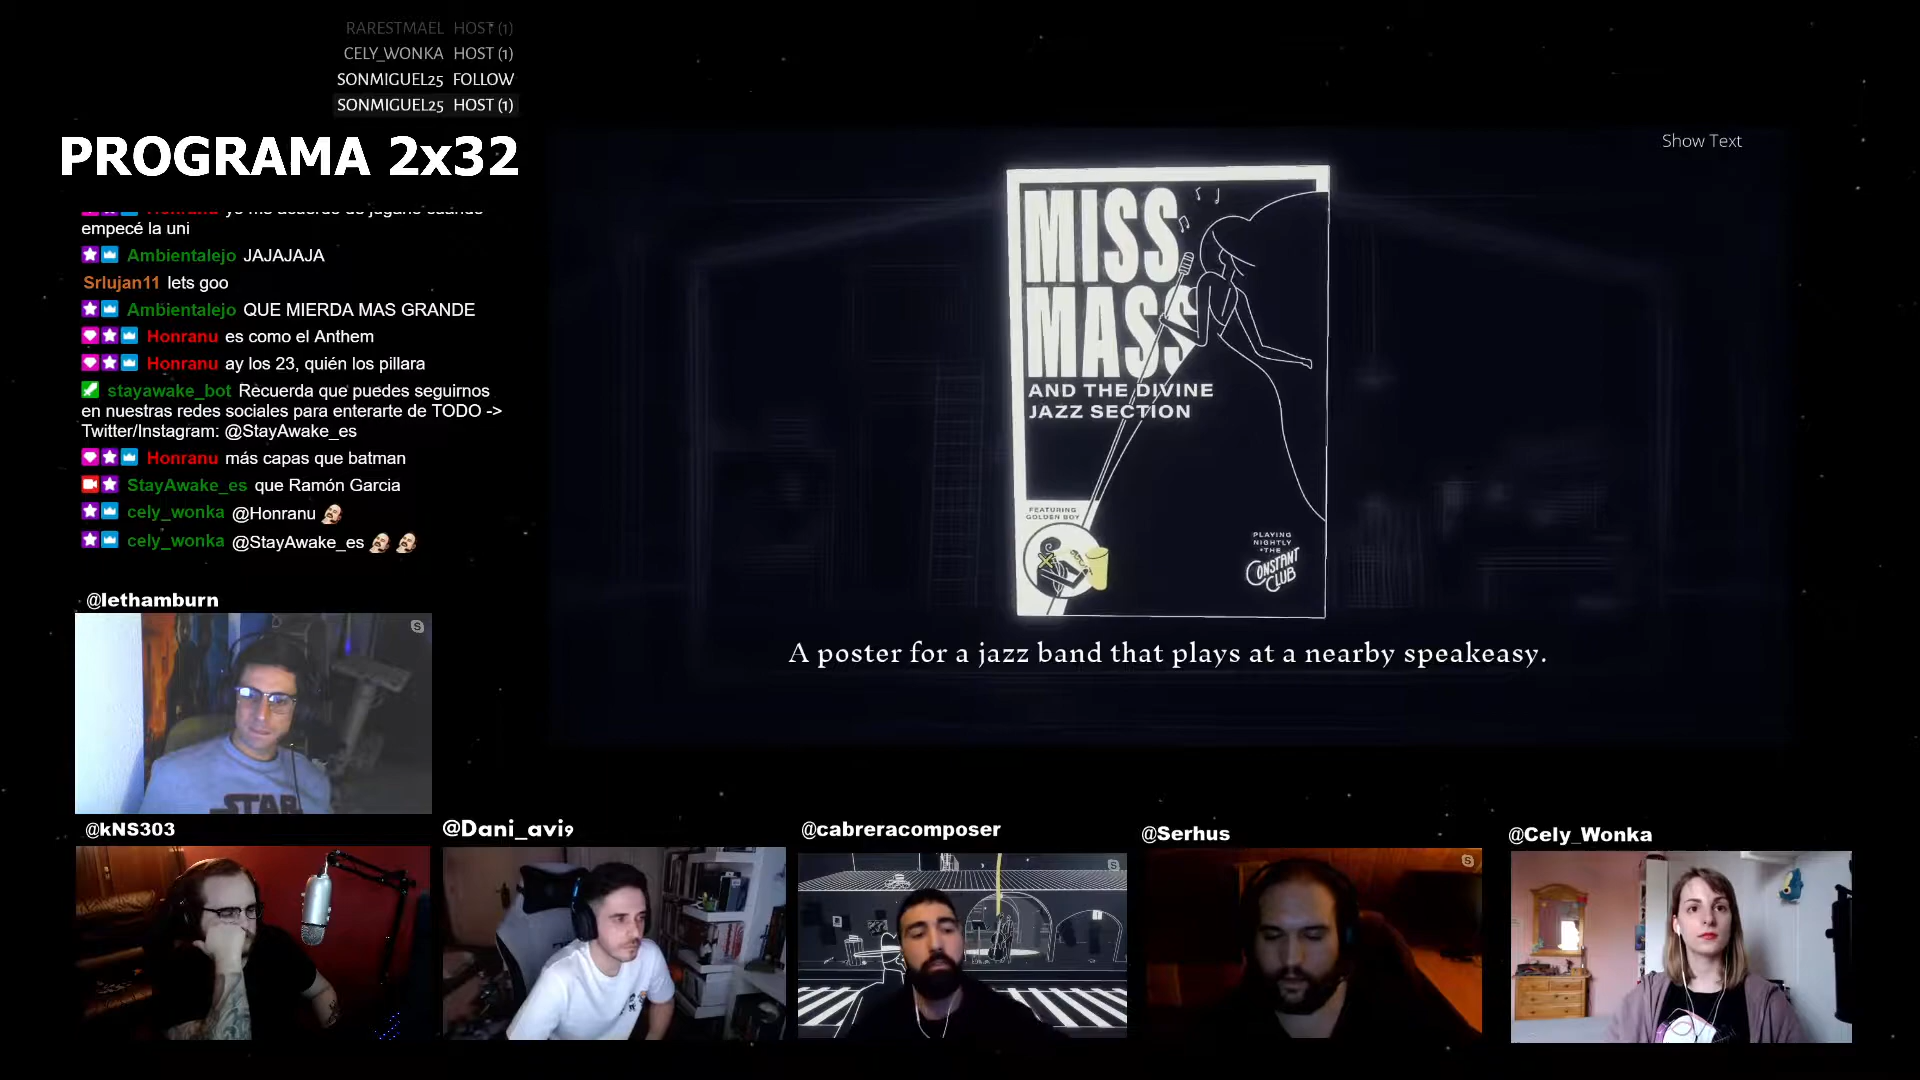 RARESTMAEL HOST (1)
CELY_WONKA HOST (1)
SONMIGUEL25 FOLLOW
SONMIGUEL25 HOST (1)
PROGRAMA 2x32
empecé la uni
Ambientalejo JAJAJAJA
Srlujan11 lets goo
Ambientalejo QUE MIERDA MAS GRANDE
Honranu es como el Anthem
Honranu ay los 23, quién los pillara
stayawake_bot Recuerda que puedes seguirnos
en nuestras redes sociales para enterarte de TODO ->
Twitter/Instagram: @StayAwake_es
Honranu más capas que batman
StayAwake_es que Ramón Garcia
cely_wonka @Honranu
cely_wonka @StayAwake_es
Show Text
MISS
MASS
AND THE DIVINE
JAZZ SECTION
FEATURING
GOLDEN BOY
PLAYING
NIGHTLY
THE
CONSTANT
CLUB
A poster for a jazz band that plays at a nearby speakeasy.
@lethamburn
STAR
@kNS303
@Dani_avi9
@cabreracomposer
@Serhus
@Cely_Wonka